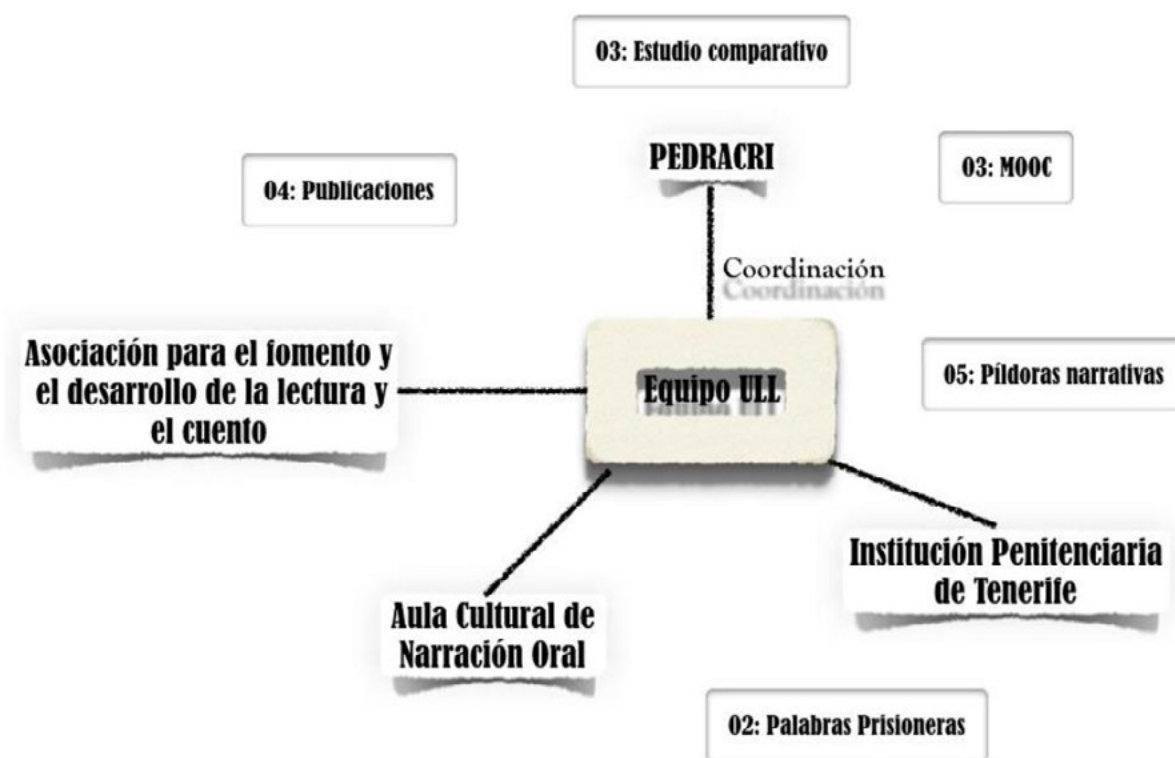 03: Estudio comparativo
PEDRACRI
03: MOOC
04: Publicaciones
Coordinación
Asociación para el fomento y
el desarrollo de la lectura y
el cuento
Equipo ULL
05: Píldoras narrativas
Institución Penitenciaria
de Tenerife
Aula Cultural de
Narración Oral
02: Palabras Prisioneras